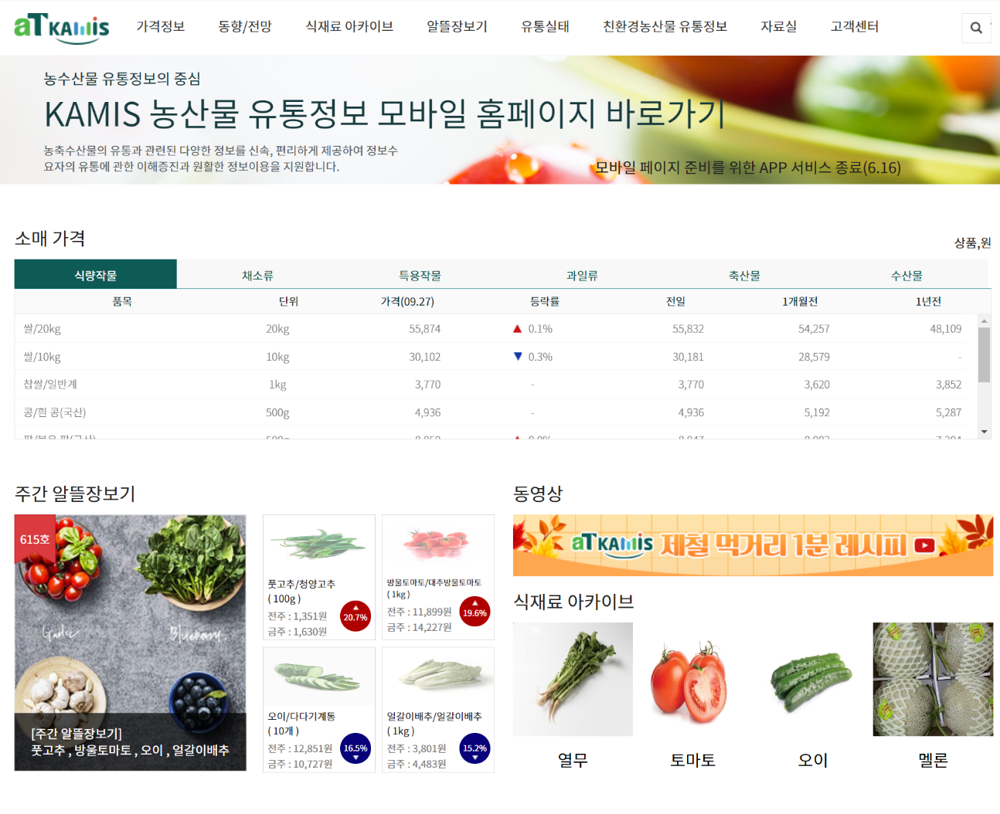 aT KAMIS
가격정보 동향/전망 식재료 아카이브 알뜰장보기 유통실태 친환경농산물 유통정보 자료실 고객센터
농수산물 유통정보의 중심
KAMIS 농산물 유통정보 모바일 홈페이지 바로가기
농축수산물의 유통과 관련된 다양한 정보를 신속, 편리하게 제공하여 정보수
요자의 유통에 관한 이해증진과 원활한 정보이용을 지원합니다.
모바일 페이지 준비를 위한 APP 서비스 종료(6.16)
소매 가격
상품,원
식량작물 채소류 특용작물 과일류 축산물 수산물
품목 단위 가격(09.27) 등락률 전일 1개월전 1년전
쌀/20kg 20kg 55,874 ▲ 0.1% 55,832 54,257 48,109
쌀/10kg 10kg 30,102 ▼ 0.3% 30,181 28,579 -
찹쌀/일반계 1kg 3,770 - 3,770 3,620 3,852
콩/흰 콩(국산) 500g 4,936 - 4,936 5,192 5,287
주간 알뜰장보기
615호
Garlic
Blueberry.
[주간 알뜰장보기]
풋고추 , 방울토마토 , 오이 , 얼갈이배추
풋고추/청양고추
( 100g )
전주 : 1,351원
금주 : 1,630원
▲
20.7%
방울토마토/대추방울토마토
( 1kg )
전주 : 11,899원
금주 : 14,227원
▲
19.6%
오이/다다기계통
( 10개 )
전주 : 12,851원
금주 : 10,727원
16.5%
▼
얼갈이배추/얼갈이배추
( 1kg )
전주 : 3,801원
금주 : 4,483원
15.2%
▼
동영상
aT KAMIS 제철 먹거리 1분 레시피
식재료 아카이브
열무 토마토 오이 멜론